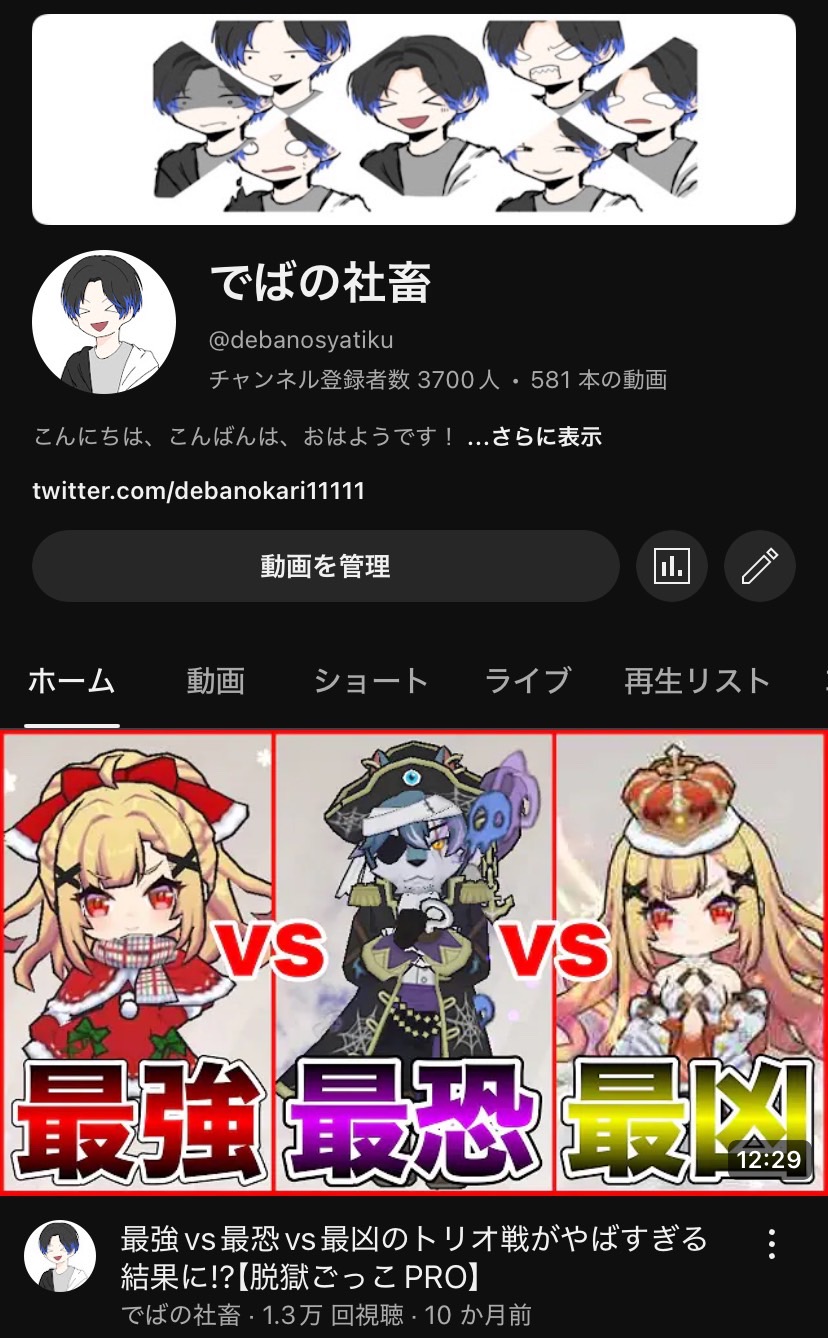 でばの社畜
@debanosyatiku
チャンネル登録者数 3700人 • 581 本の動画
こんにちは、こんばんは、おはようです！ ...さらに表示
twitter.com/debanokari11111
動画を管理
ホーム 動画 ショート ライブ 再生リスト
vs vs
最強 最恐 最凶
12:29
最強vs最恐vs最凶のトリオ戦がやばすぎる
結果に!?【脱獄ごっこPRO】
でばの社畜 · 1.3万 回視聴 · 10 か月前